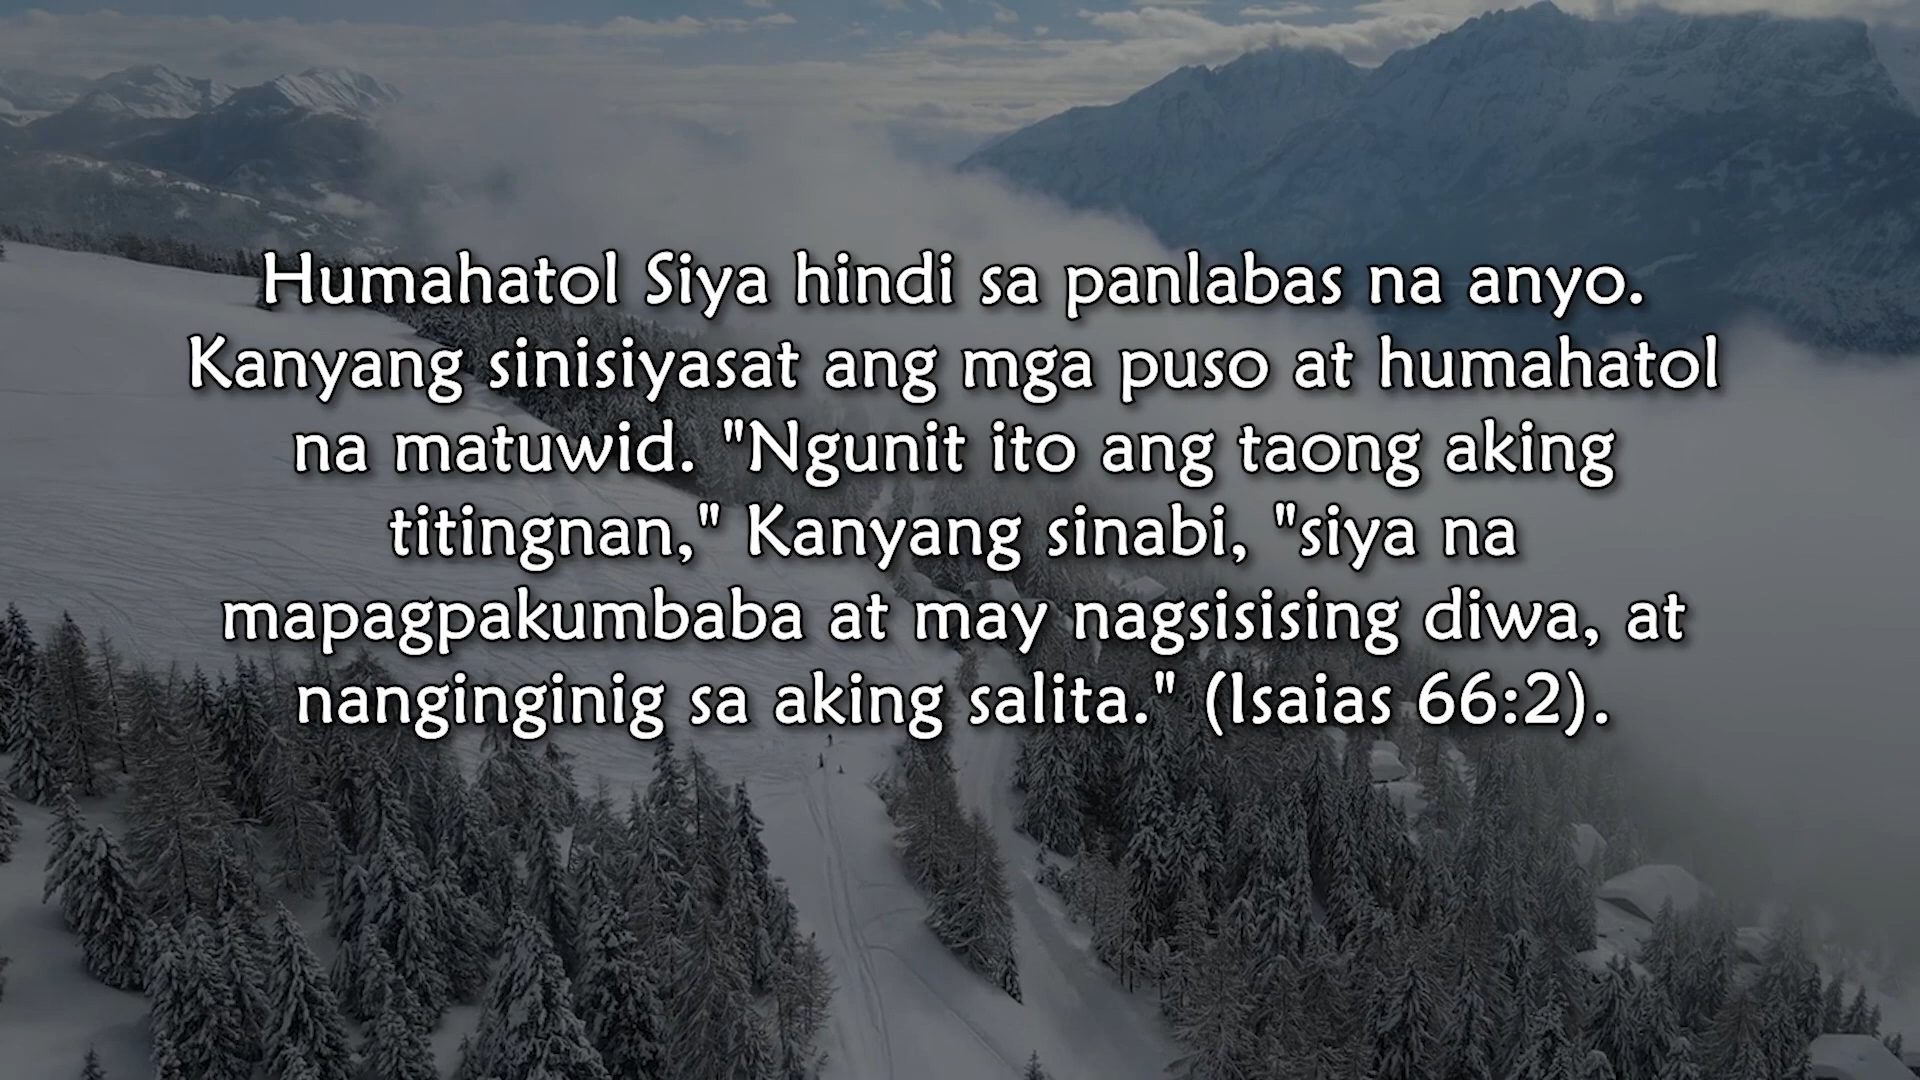 Humahatol Siya hindi sa panlabas na anyo.
Kanyang sinisiyasat ang mga puso at humahatol
na matuwid. "Ngunit ito ang taong aking
titingnan," Kanyang sinabi, "siya na
mapagpakumbaba at may nagsisising diwa, at
nanginginig sa aking salita." (Isaias 66:2).